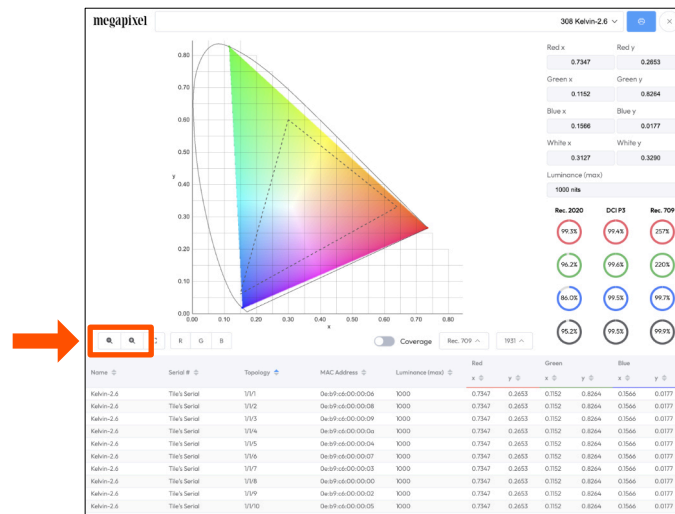 megapixel
308 Kelvin-2.6
Red x Red y
0.7347 0.2653
Green x Green y
0.1152 0.8264
Blue x Blue y
0.1566 0.0177
White x White y
0.3127 0.3290
Luminance (max)
1000 nits
Rec. 2020 DCI P3 Rec. 709
99.3% 99.4% 257%
96.2% 99.6% 220%
86.0% 99.5% 99.7%
95.2% 99.5% 99.9%
0.80
0.70
0.60
0.50
y
0.40
0.30
0.20
0.10
0.00
0.00 0.10 0.20 0.30 0.40 0.50 0.60 0.70 0.80
x
R G B Coverage Rec. 709 1931
Red Green Blue
Name Serial # Topology MAC Address Luminance (max) x y x y x y
Kelvin-2.6 Tile's Serial 1/1/1 0e:b9:c6:00:00:06 1000 0.7347 0.2653 0.1152 0.8264 0.1566 0.0177
Kelvin-2.6 Tile's Serial 1/1/2 0e:b9:c6:00:00:08 1000 0.7347 0.2653 0.1152 0.8264 0.1566 0.0177
Kelvin-2.6 Tile's Serial 1/1/3 0e:b9:c6:00:00:09 1000 0.7347 0.2653 0.1152 0.8264 0.1566 0.0177
Kelvin-2.6 Tile's Serial 1/1/4 0e:b9:c6:00:00:0a 1000 0.7347 0.2653 0.1152 0.8264 0.1566 0.0177
Kelvin-2.6 Tile's Serial 1/1/5 0e:b9:c6:00:00:04 1000 0.7347 0.2653 0.1152 0.8264 0.1566 0.0177
Kelvin-2.6 Tile's Serial 1/1/6 0e:b9:c6:00:00:07 1000 0.7347 0.2653 0.1152 0.8264 0.1566 0.0177
Kelvin-2.6 Tile's Serial 1/1/7 0e:b9:c6:00:00:03 1000 0.7347 0.2653 0.1152 0.8264 0.1566 0.0177
Kelvin-2.6 Tile's Serial 1/1/8 0e:b9:c6:00:00:00 1000 0.7347 0.2653 0.1152 0.8264 0.1566 0.0177
Kelvin-2.6 Tile's Serial 1/1/9 0e:b9:c6:00:00:02 1000 0.7347 0.2653 0.1152 0.8264 0.1566 0.0177
Kelvin-2.6 Tile's Serial 1/1/10 0e:b9:c6:00:00:05 1000 0.7347 0.2653 0.1152 0.8264 0.1566 0.0177